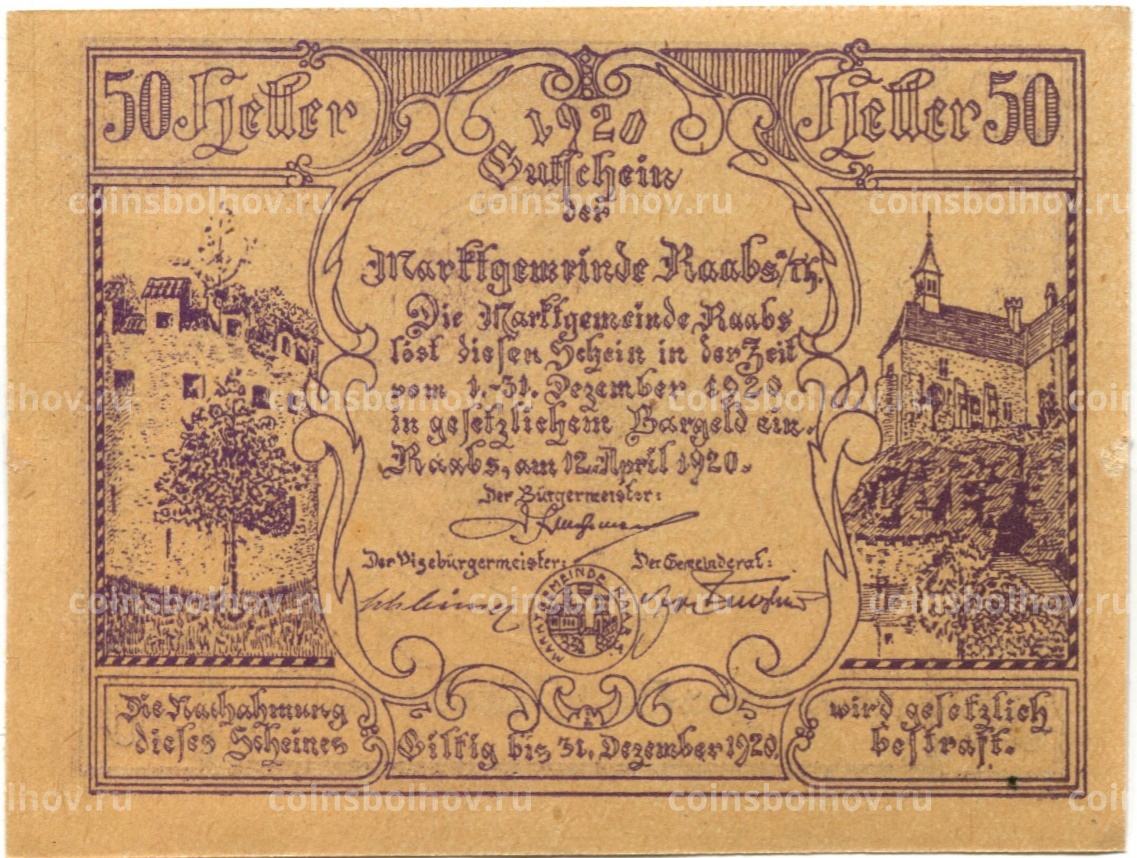 50 Heller
Heller 50
1920
Gutschein
der
Marktgemeinde Raabs a/Th.
Die Marktgemeinde Raabs
löst diesen Schein in der Zeit
vom 1.-31. Dezember 1920
in gesetzlichem Bargeld ein.
Raabs, am 12. April 1920.
Der Bürgermeister:
Der Vizebürgermeister:
Der Gemeinderat:
Die Nachahmung
dieses Scheines
Giltig bis 31. Dezember 1920.
wird gesetzlich
bestraft.
coinsbolhov.ru